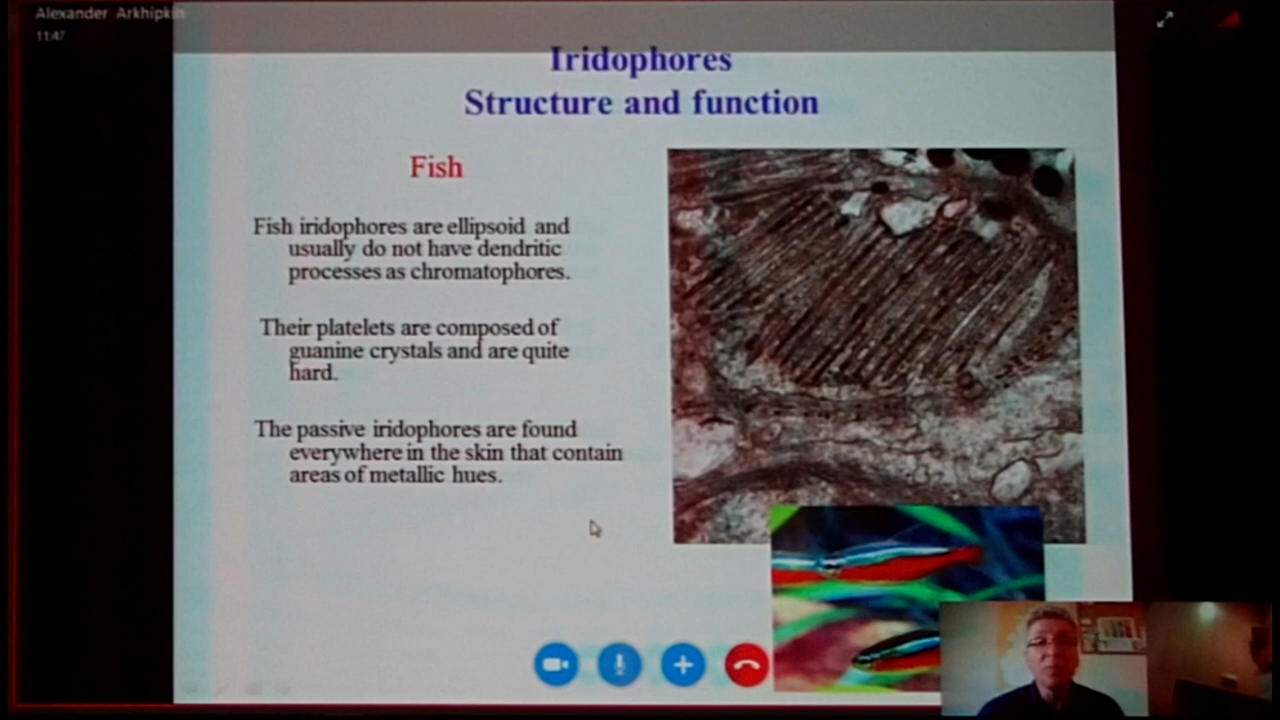 Alexander Arkhipkin
11:47
Iridophores
Structure and function
Fish
Fish iridophores are ellipsoid and
usually do not have dendritic
processes as chromatophores.
Their platelets are composed of
guanine crystals and are quite
hard.
The passive iridophores are found
everywhere in the skin that contain
areas of metallic hues.